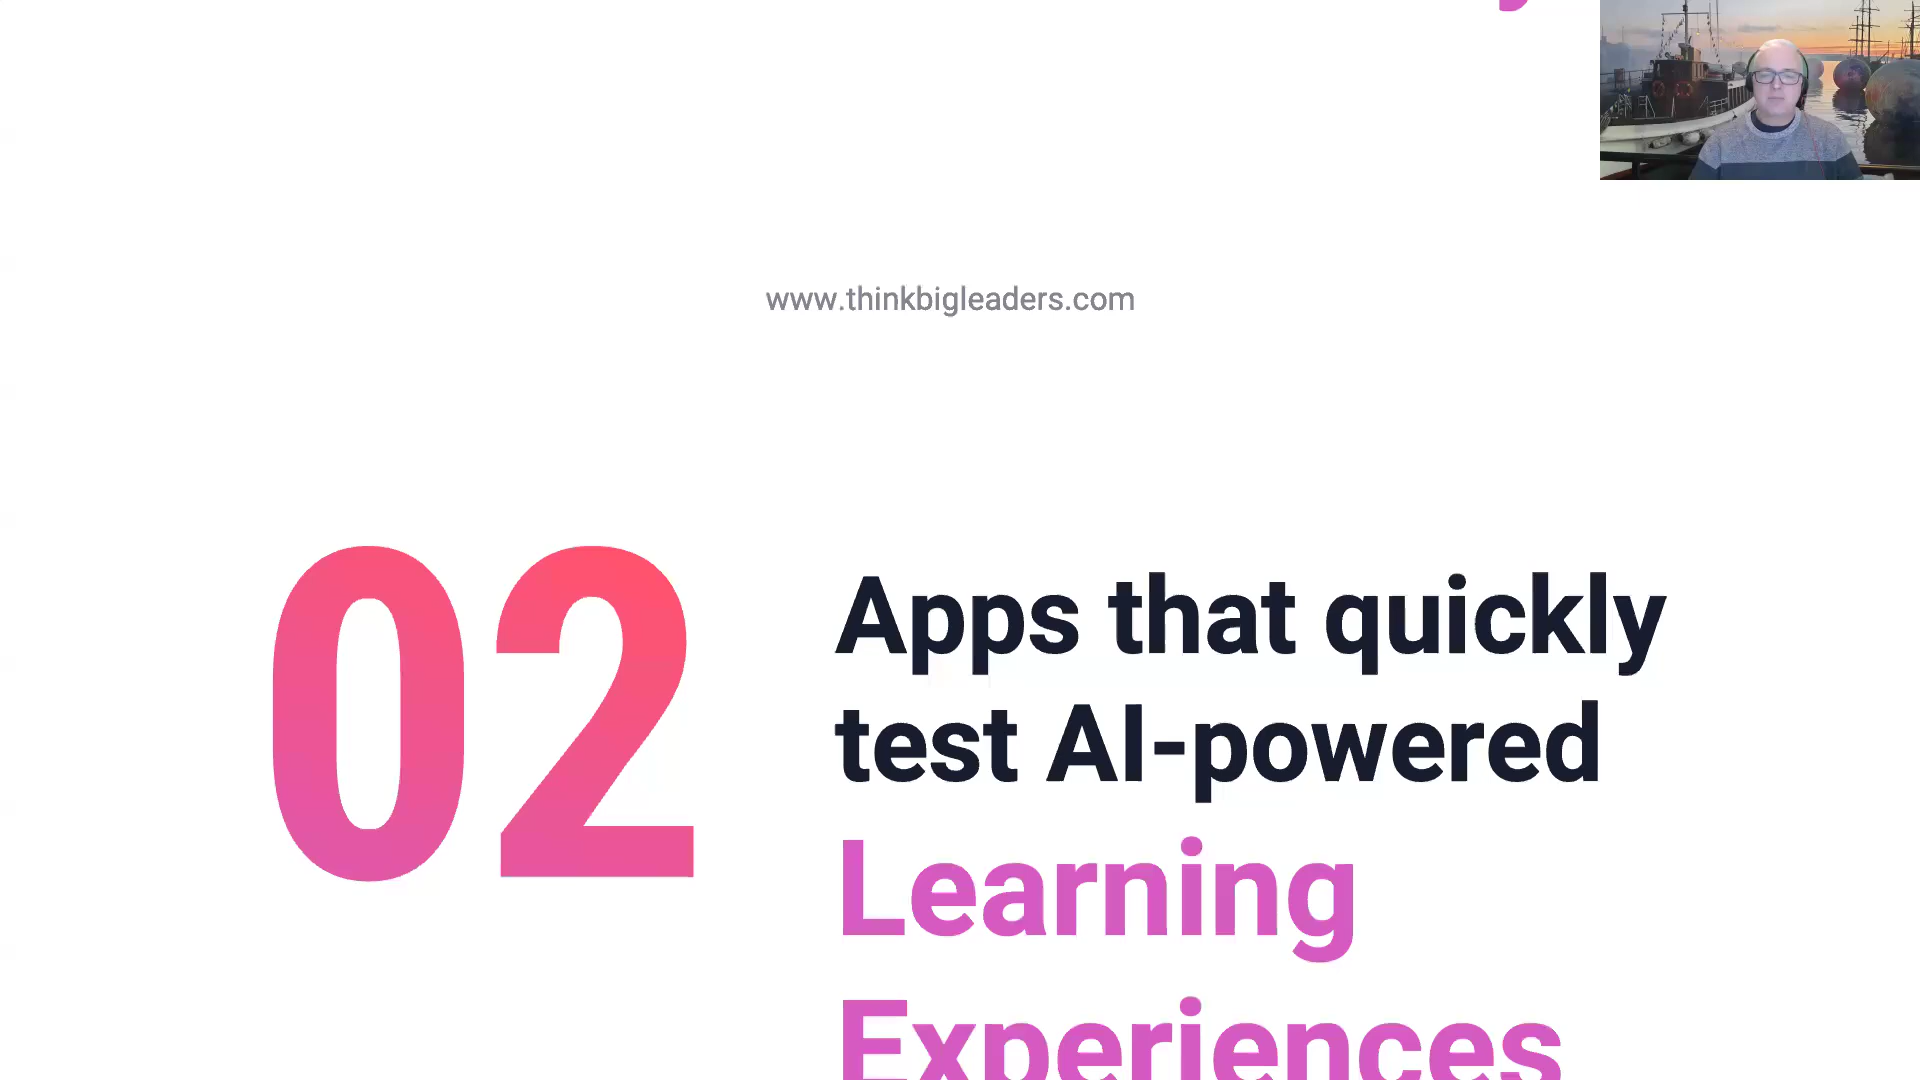 www.thinkbigleaders.com
02
Apps that quickly
test AI-powered
Learning
Experiences